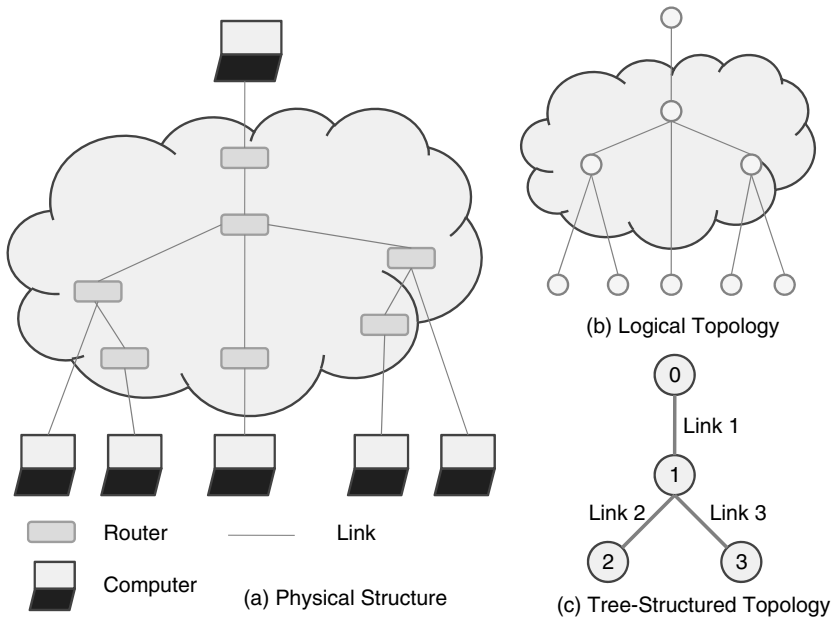 (b) Logical Topology
0
Link 1
1
Link 2
Link 3
2
3
(c) Tree-Structured Topology
Router
Link
Computer
(a) Physical Structure